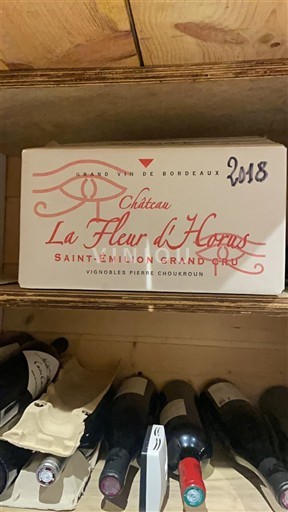 GRAND VIN DE BORDEAUX
2018
Château
La Fleur d'Horus
SAINT-EMILION GRAND CRU
VIGNOBLES PIERRE CHOUKROUN